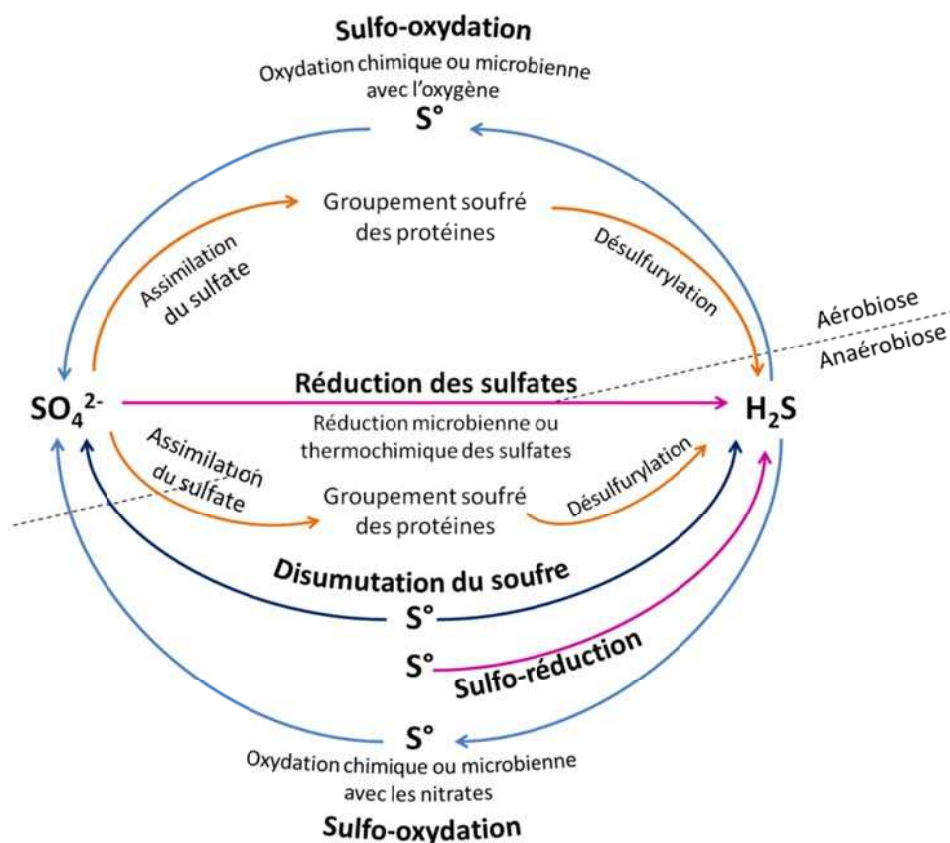 Sulfo-oxydation
Oxydation chimique ou microbienne
avec l'oxygène
S°
Groupement soufré
des protéines
Assimilation
du sulfate
Désulfurylation
Aérobiose
Anaérobiose
Réduction des sulfates
SO₄²⁻
H₂S
Réduction microbienne ou
thermochimique des sulfates
Assimilation
du sulfate
Groupement soufré
des protéines
Désulfurylation
Disumutation du soufre
S°
S°
Sulfo-réduction
S°
Oxydation chimique ou microbienne
avec les nitrates
Sulfo-oxydation